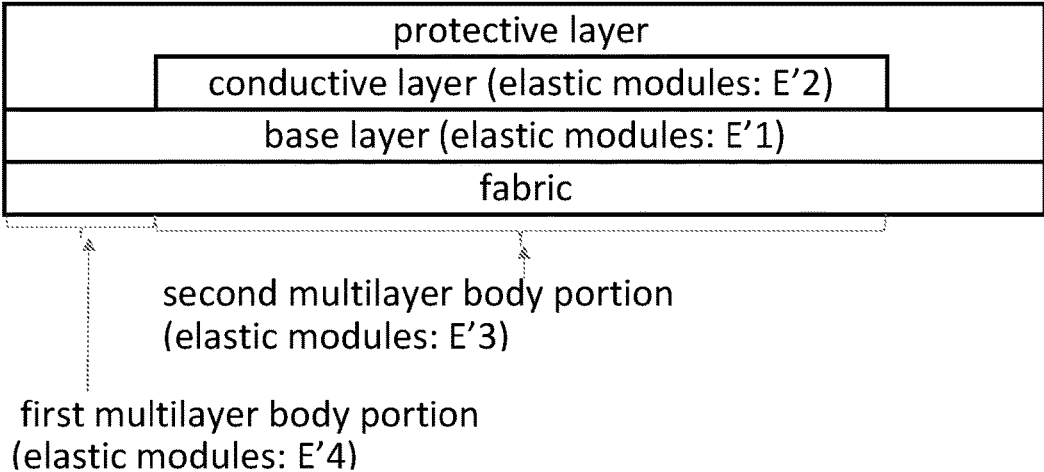 protective layer
conductive layer (elastic modules: E'2)
base layer (elastic modules: E'1)
fabric
second multilayer body portion
(elastic modules: E'3)
first multilayer body portion
(elastic modules: E'4)